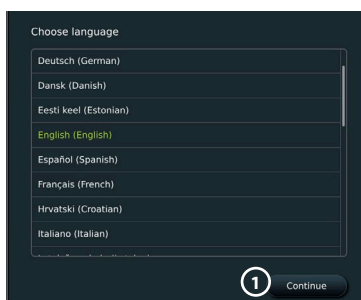 Choose language
Deutsch (German)
Dansk (Danish)
Eesti keel (Estonian)
English (English)
Español (Spanish)
Français (French)
Hrvatski (Croatian)
Italiano (Italian)
1 Continue